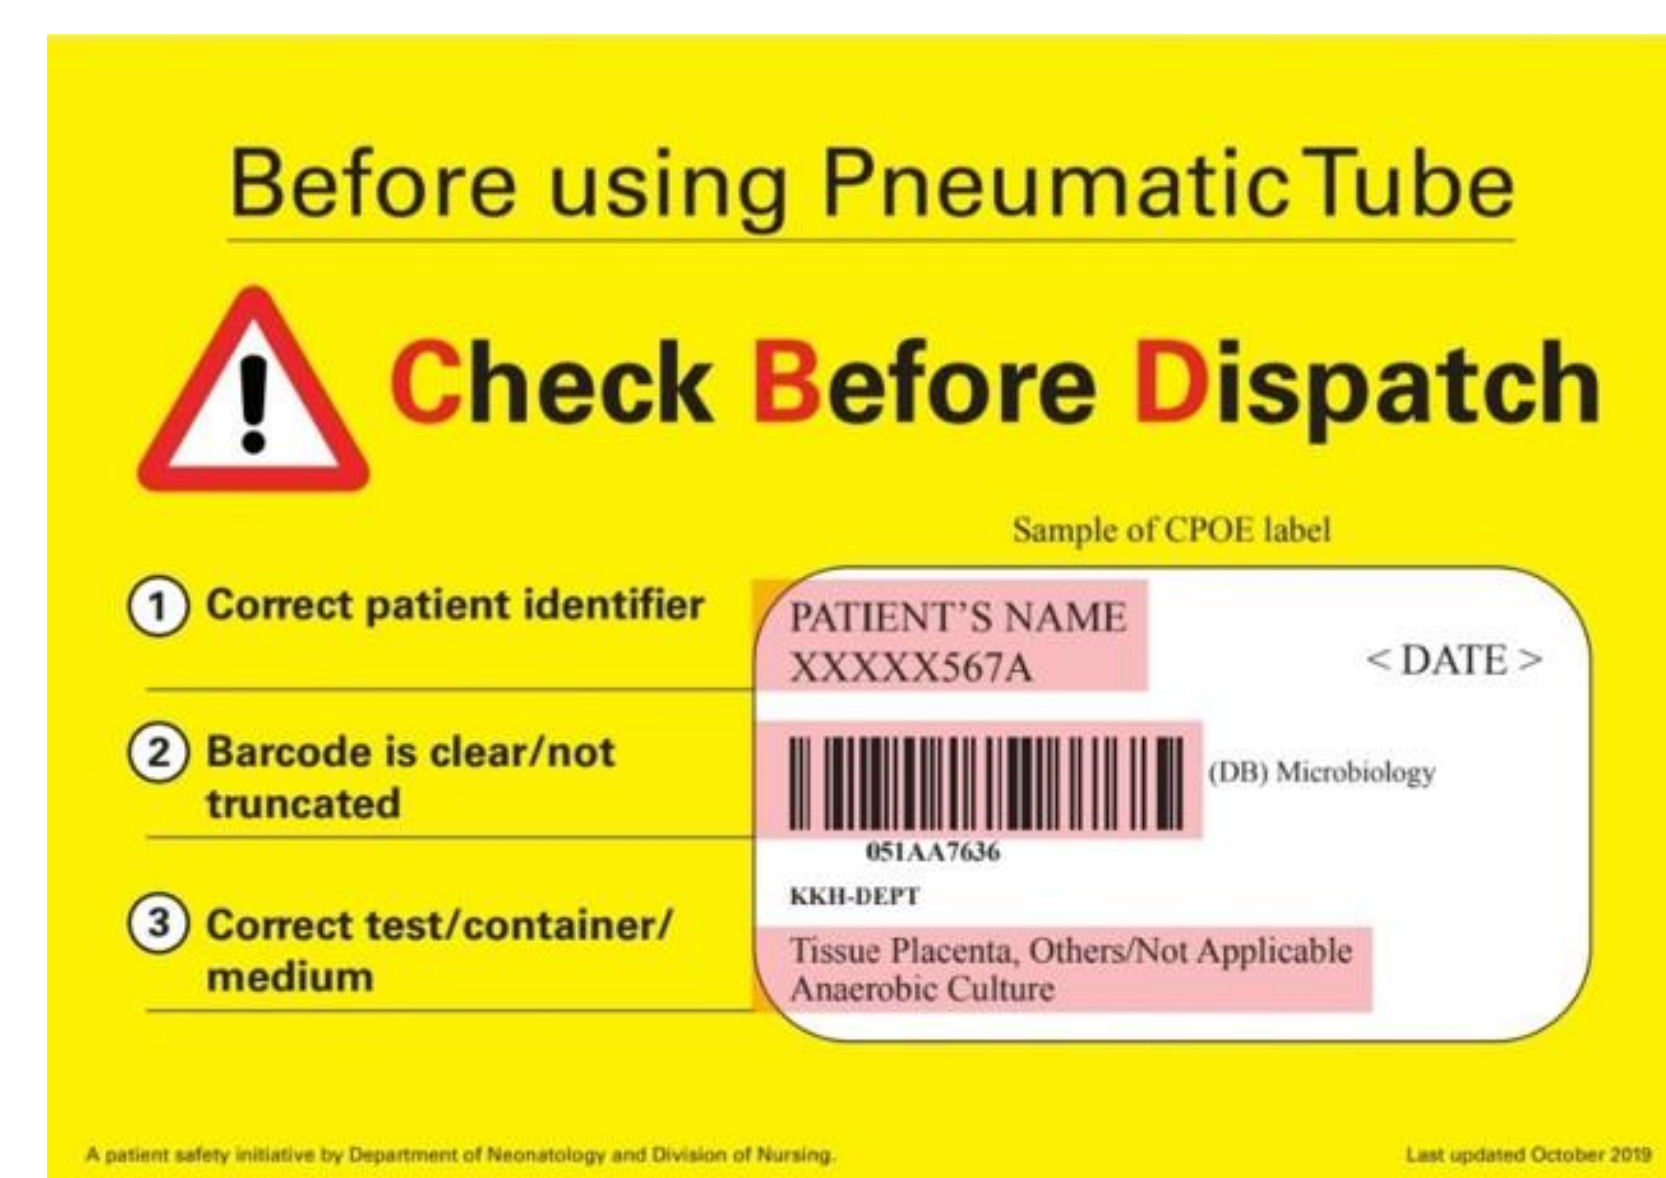 Before using Pneumatic Tube
Check Before Dispatch
Sample of CPOE label
1 Correct patient identifier
PATIENT'S NAME
XXXXX567A
< DATE >
2 Barcode is clear/not
truncated
(DB) Microbiology
051AA7636
KKH-DEPT
3 Correct test/container/
medium
Tissue Placenta, Others/Not Applicable
Anaerobic Culture
A patient safety initiative by Department of Neonatology and Division of Nursing.
Last updated October 2019